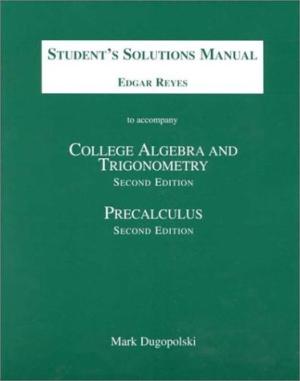 STUDENT'S SOLUTIONS MANUAL
EDGAR REYES
to accompany
COLLEGE ALGEBRA AND
TRIGONOMETRY
SECOND EDITION
PRECALCULUS
SECOND EDITION
Mark Dugopolski